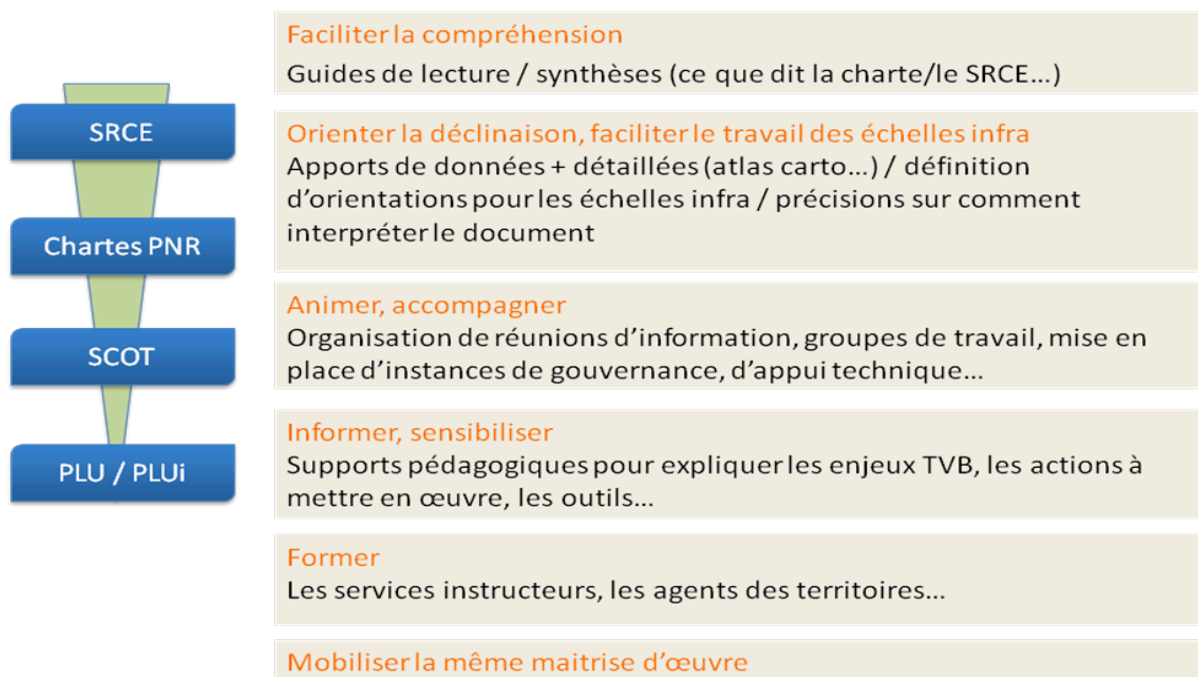 SRCE
Chartes PNR
SCOT
PLU / PLUi
Faciliter la compréhension
Guides de lecture / synthèses (ce que dit la charte/le SRCE…)
Orienter la déclinaison, faciliter le travail des échelles infra
Apports de données + détaillées (atlas carto…) / définition
d’orientations pour les échelles infra / précisions sur comment
interpréter le document
Animer, accompagner
Organisation de réunions d’information, groupes de travail, mise en
place d’instances de gouvernance, d’appui technique…
Informer, sensibiliser
Supports pédagogiques pour expliquer les enjeux TVB, les actions à
mettre en œuvre, les outils…
Former
Les services instructeurs, les agents des territoires…
Mobiliser la même maitrise d’œuvre